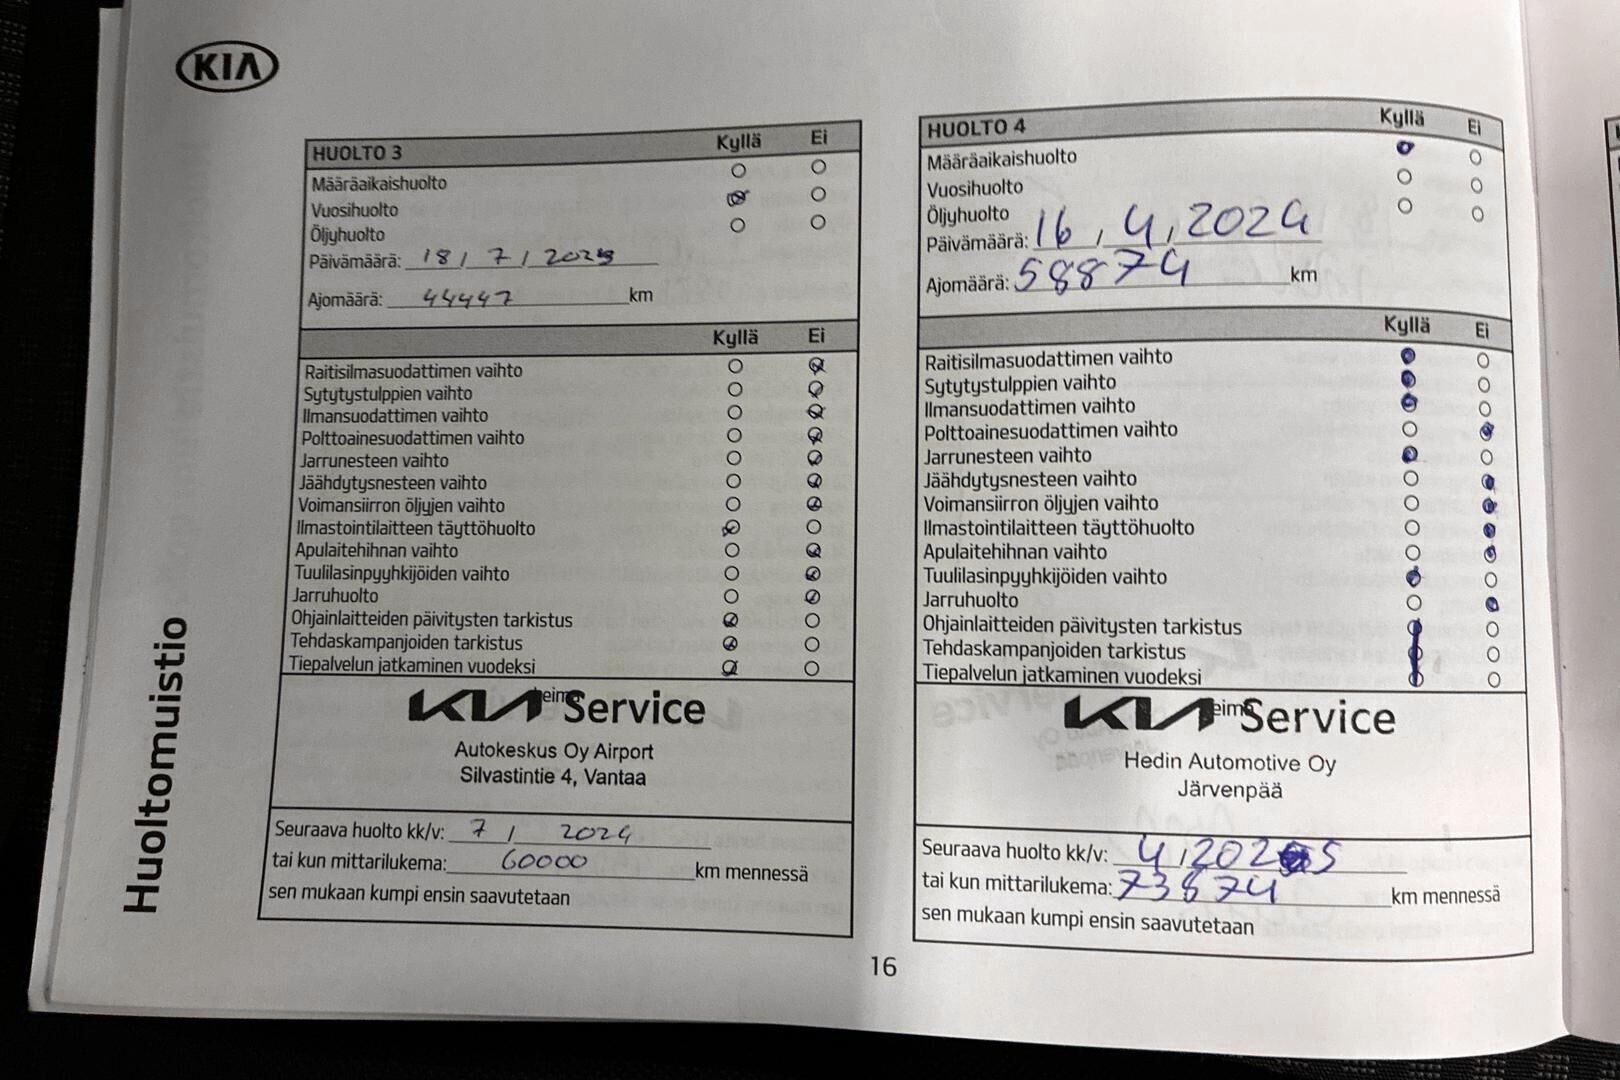 KIA
Huoltomuistio
HUOLTO 3 Kyllä Ei
Määräaikaishuolto
Vuosihuolto
Öljyhuolto
Päivämäärä: 18 / 7 / 2023
Ajomäärä: 44447 km
Kyllä Ei
Raitisilmasuodattimen vaihto
Sytytystulppien vaihto
Ilmansuodattimen vaihto
Polttoainesuodattimen vaihto
Jarrunesteen vaihto
Jäähdytysnesteen vaihto
Voimansiirron öljyjen vaihto
Ilmastointilaitteen täyttöhuolto
Apulaitehihnan vaihto
Tuulilasinpyyhkijöiden vaihto
Jarruhuolto
Ohjainlaitteiden päivitysten tarkistus
Tehdaskampanjoiden tarkistus
Tiepalvelun jatkaminen vuodeksi
KIA Service
Autokeskus Oy Airport
Silvastintie 4, Vantaa
Seuraava huolto kk/v: 7 / 2024
tai kun mittarilukema: 60000 km mennessä
sen mukaan kumpi ensin saavutetaan
HUOLTO 4 Kyllä Ei
Määräaikaishuolto
Vuosihuolto
Öljyhuolto
Päivämäärä: 16 / 4 / 2024
Ajomäärä: 58874 km
Kyllä Ei
Raitisilmasuodattimen vaihto
Sytytystulppien vaihto
Ilmansuodattimen vaihto
Polttoainesuodattimen vaihto
Jarrunesteen vaihto
Jäähdytysnesteen vaihto
Voimansiirron öljyjen vaihto
Ilmastointilaitteen täyttöhuolto
Apulaitehihnan vaihto
Tuulilasinpyyhkijöiden vaihto
Jarruhuolto
Ohjainlaitteiden päivitysten tarkistus
Tehdaskampanjoiden tarkistus
Tiepalvelun jatkaminen vuodeksi
KIA Service
Hedin Automotive Oy
Järvenpää
Seuraava huolto kk/v: 4 / 2025
tai kun mittarilukema: 73874 km mennessä
sen mukaan kumpi ensin saavutetaan
16